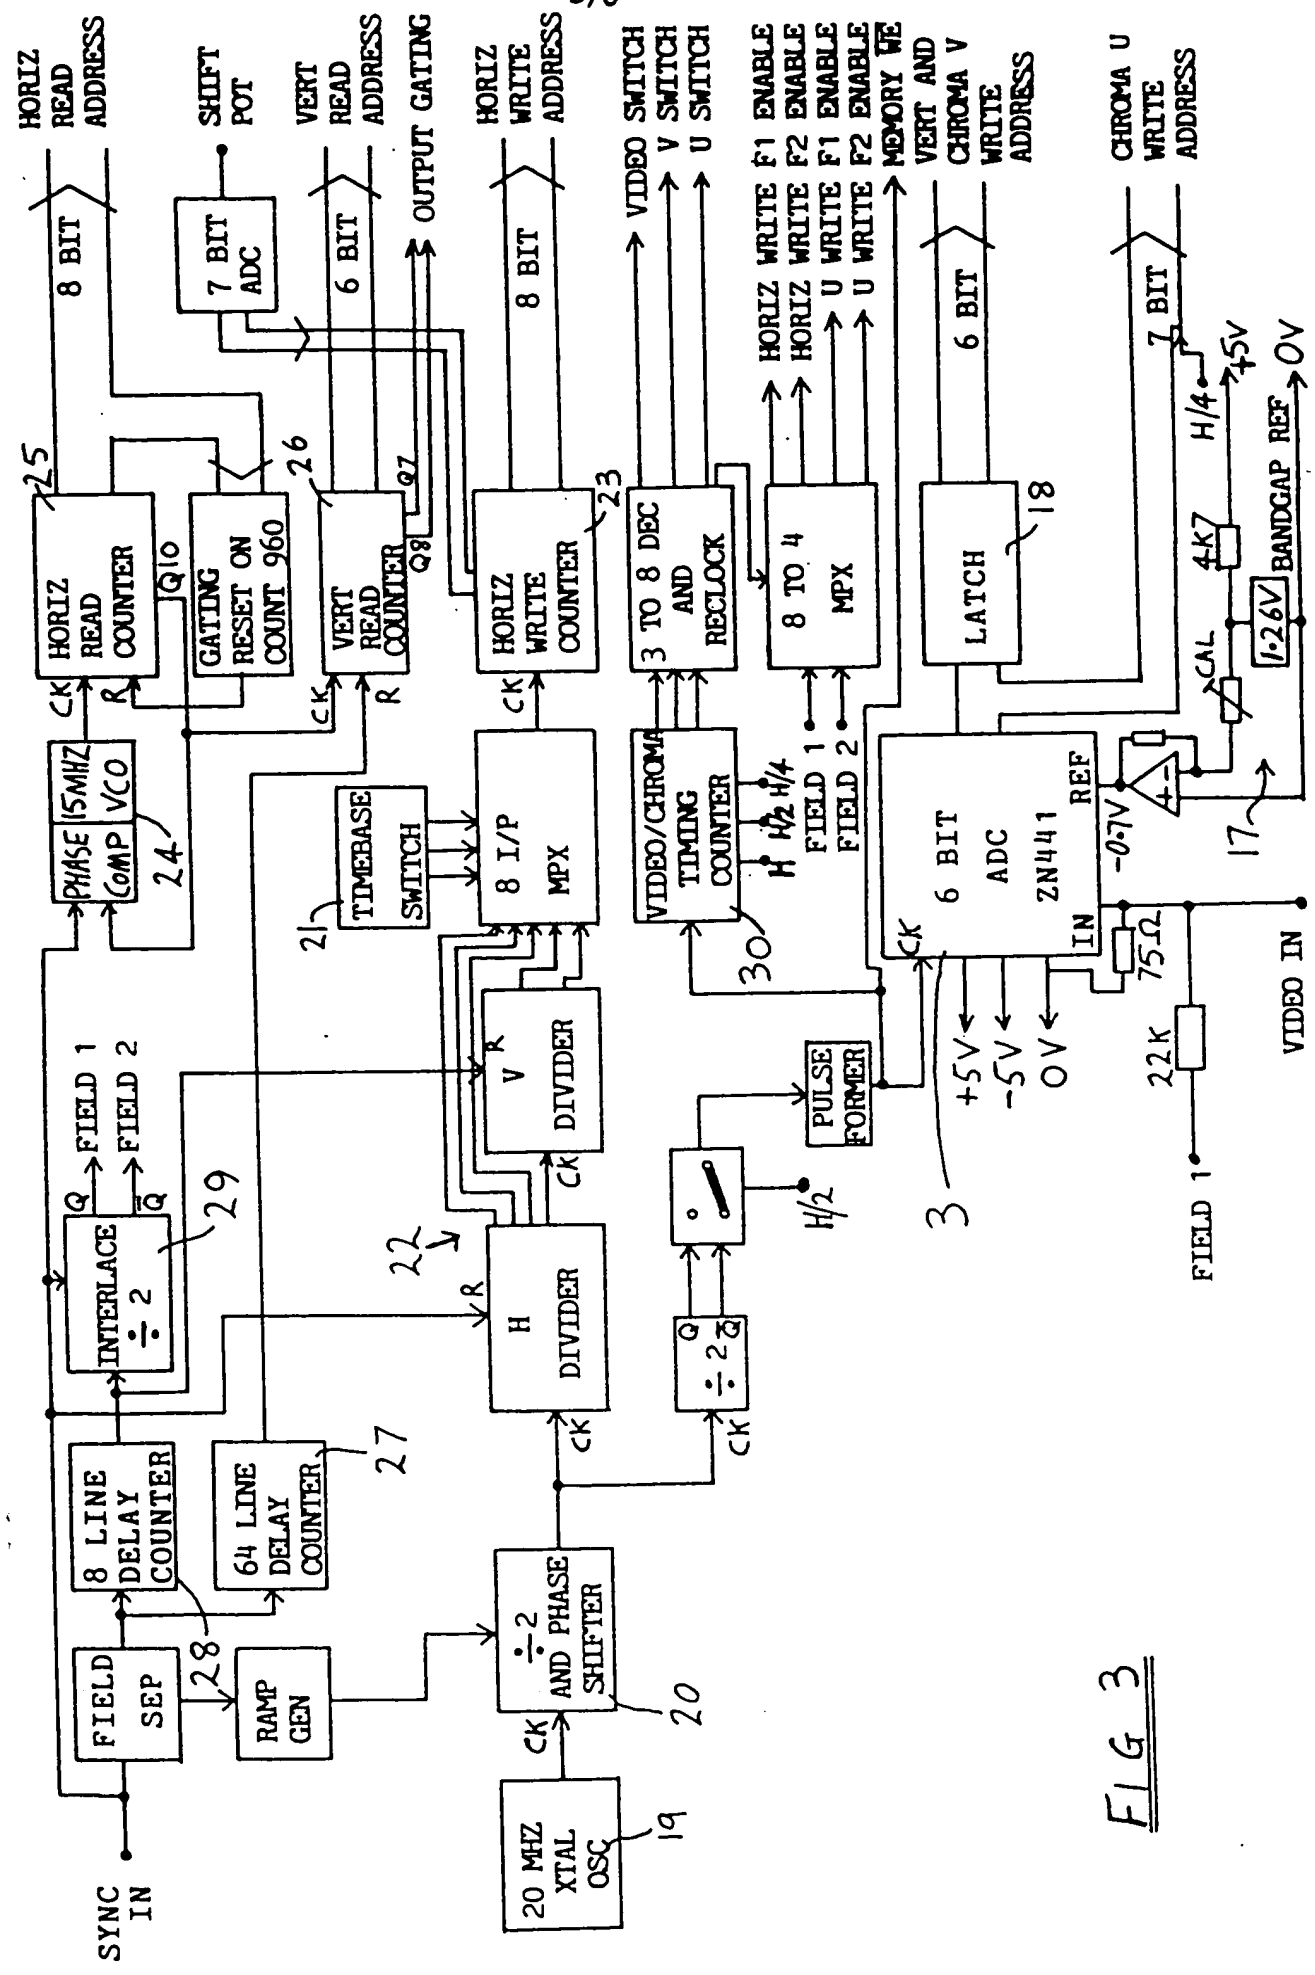 SYNC
IN
FIELD
SEP
28
8 LINE
DELAY
COUNTER
64 LINE
DELAY
COUNTER
27
RAMP
GEN
INTERLACE
÷ 2
29
Q
Q̅
FIELD 1
FIELD 2
PHASE
COMP
15MHZ
VCO
24
CK
R
HORIZ
READ
COUNTER
25
Q10
GATING
RESET ON
COUNT 960
8 BIT
HORIZ
READ
ADDRESS
7 BIT
ADC
SHIFT
POT
CK
R
VERT
READ
COUNTER
26
Q7
Q8
6 BIT
VERT
READ
ADDRESS
OUTPUT GATING
20 MHZ
XTAL
OSC
19
CK
÷2
AND PHASE
SHIFTER
20
CK
H
DIVIDER
R
22
CK
V
DIVIDER
R
21
TIMEBASE
SWITCH
8 I/P
MPX
CK
HORIZ
WRITE
COUNTER
23
8 BIT
HORIZ
WRITE
ADDRESS
CK
÷2
Q
Q̅
H/2
PULSE
FORMER
VIDEO/CHROMA
TIMING
COUNTER
30
H
H/2
H/4
3 TO 8 DEC
AND
RECLOCK
VIDEO SWITCH
V SWITCH
U SWITCH
FIELD 1
FIELD 2
8 TO 4
MPX
HORIZ WRITE F1 ENABLE
HORIZ WRITE F2 ENABLE
U WRITE F1 ENABLE
U WRITE F2 ENABLE
MEMORY W̅E̅
CK
6 BIT
ADC
ZN441
IN
REF
3
+5V
-5V
0V
75Ω
22K
FIELD 1
VIDEO IN
LATCH
18
6 BIT
VERT AND
CHROMA V
WRITE
ADDRESS
7 BIT
CHROMA U
WRITE
ADDRESS
H/4
-0.7V
+
-
17
CAL
4K7
+5V
1.26V
BANDGAP REF
0V
FIG 3